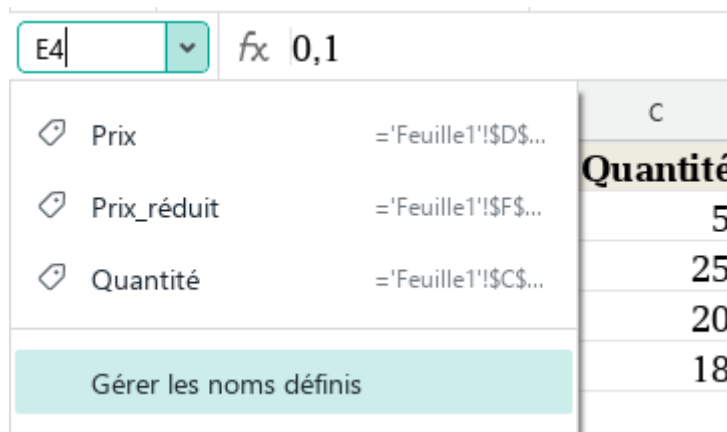 E4 fx 0,1
C
Prix ='Feuille1'!$D$...
Quantité
Prix_réduit ='Feuille1'!$F$...
5
Quantité ='Feuille1'!$C$...
25
20
Gérer les noms définis
18